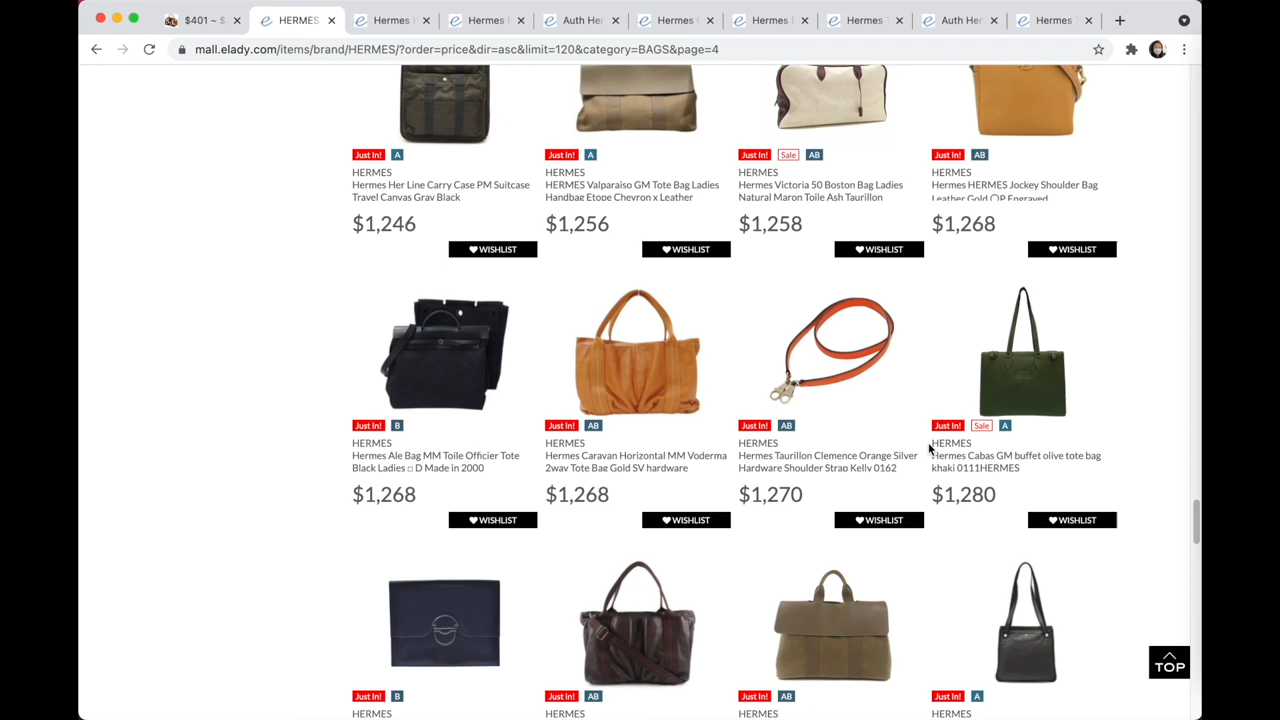 $401 ~ $
HERMES
Hermes
Hermes
Auth Her
Hermes
Hermes
Hermes
Auth Her
Hermes
mall.elady.com/items/brand/HERMES/?order=price&dir=asc&limit=120&category=BAGS&page=4
Just In! A
Just In! A
Just In! Sale AB
Just In! AB
HERMES
Hermes Her Line Carry Case PM Suitcase
Travel Canvas Gray Black
$1,246
WISHLIST
HERMES
HERMES Valparaiso GM Tote Bag Ladies
Handbag Etope Chevron x Leather
$1,256
WISHLIST
HERMES
Hermes Victoria 50 Boston Bag Ladies
Natural Maron Toile Ash Taurillon
$1,258
WISHLIST
HERMES
Hermes HERMES Jockey Shoulder Bag
Leather Gold 〇P Engraved
$1,268
WISHLIST
Just In! B
HERMES
Hermes Ale Bag MM Toile Officier Tote
Black Ladies □ D Made in 2000
$1,268
WISHLIST
Just In! AB
HERMES
Hermes Caravan Horizontal MM Voderma
2way Tote Bag Gold SV hardware
$1,268
WISHLIST
Just In! AB
HERMES
Hermes Taurillon Clemence Orange Silver
Hardware Shoulder Strap Kelly 0162
$1,270
WISHLIST
Just In! Sale A
HERMES
Hermes Cabas GM buffet olive tote bag
khaki 0111HERMES
$1,280
WISHLIST
Just In! B
HERMES
Just In! AB
HERMES
Just In! AB
HERMES
Just In! A
HERMES
TOP